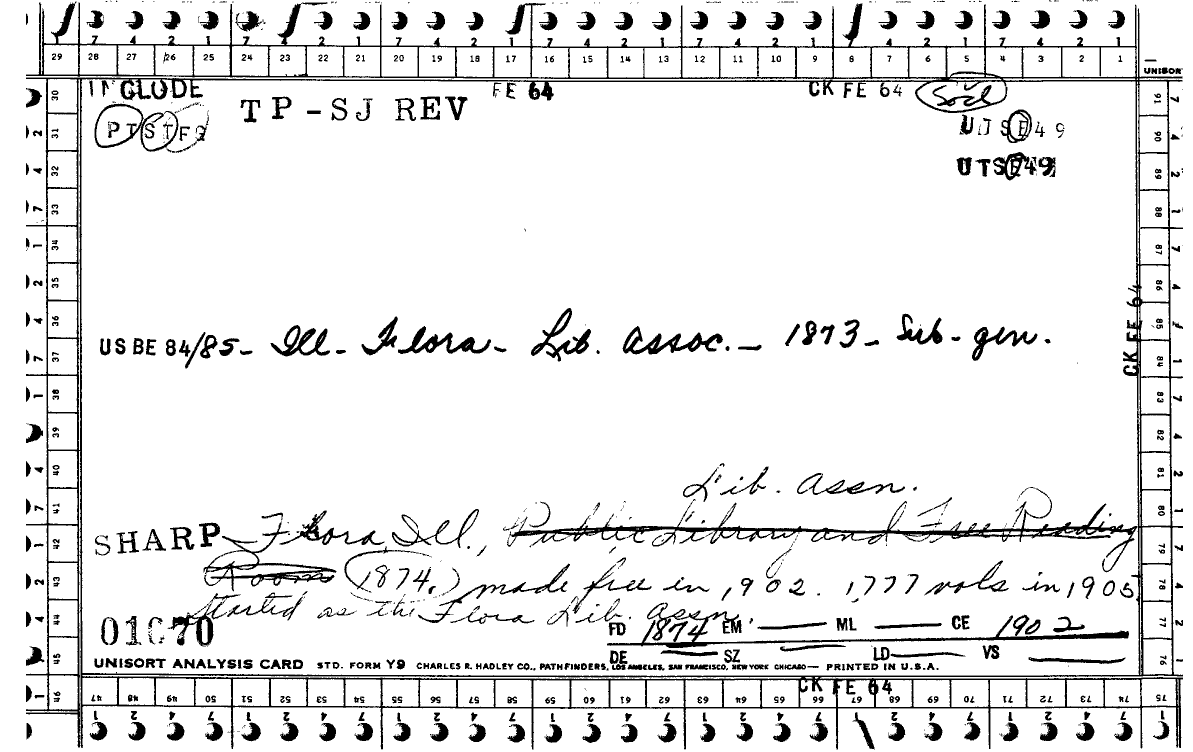 7 4 2 1 7 4 2 1 7 4 2 1 7 4 2 1 7 4 2 1 7 4 2 1 7 4 2 1
29 28 27 26 25 24 23 22 21 20 19 18 17 16 15 14 13 12 11 10 9 8 7 6 5 4 3 2 1
UNISORT
INCLUDE TP-SJ REV FE 64 CK FE 64 Soc
PTSTFG UTSE49
UTSE49
CK FE 64
US BE 84/85- Ill- Flora- Lib. Assoc. - 1873- Sub- gen.
Lib. Assn.
SHARP Flora, Ill., Public Library and Free Reading
Room (1874.) made free in 1902. 1,777 vols in 1905.
Started as the Flora Lib. Assn.
01070 FD 1874 EM ML CE 1902
DE SZ LD VS
UNISORT ANALYSIS CARD STD. FORM Y9 CHARLES R. HADLEY CO., PATHFINDERS, LOS ANGELES, SAN FRANCISCO, NEW YORK CHICAGO— PRINTED IN U.S.A.
CK FE 64
47 48 49 50 51 52 53 54 55 56 57 58 59 60 61 62 63 64 65 66 67 68 69 70 71 72 73 74 75
1 2 4 7 1 2 4 7 1 2 4 7 1 2 4 7 1 2 4 7 1 2 4 7 1 2 4 7 1
30 31 32 33 34 35 36 37 38 39 40 41 42 43 44 45 46
91 90 89 88 87 86 85 84 83 82 81 80 79 78 77 76